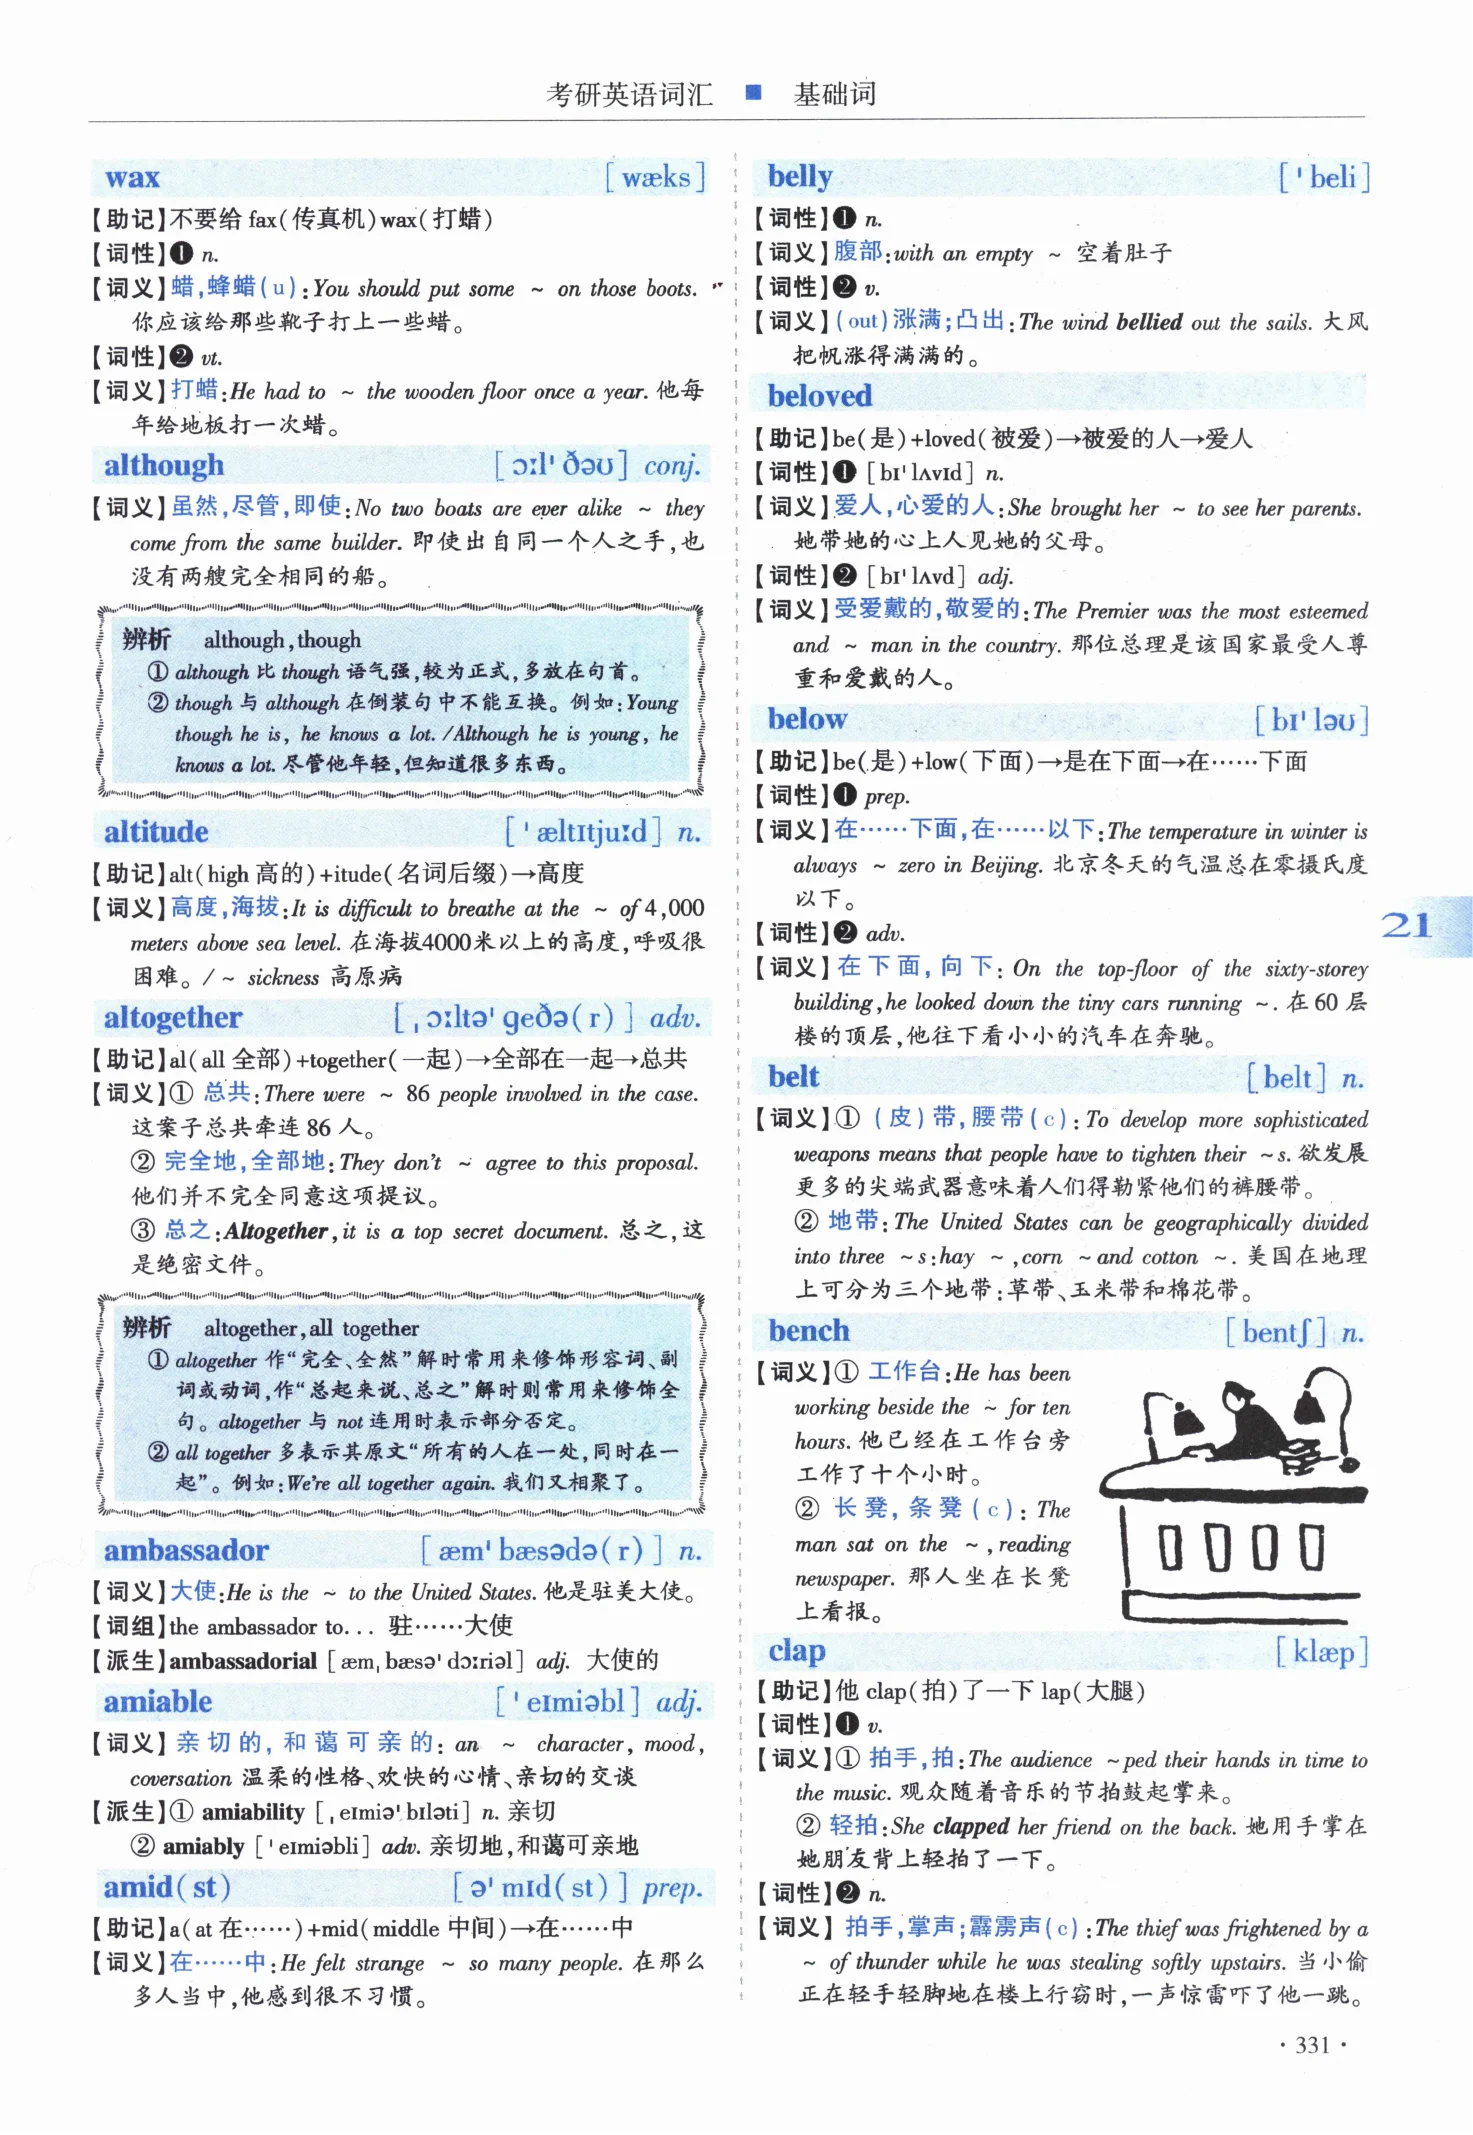 考研英语词汇 ■ 基础词
wax [wæks]
【助记】不要给 fax(传真机)wax(打蜡)
【词性】❶ n.
【词义】蜡,蜂蜡(u):You should put some ~ on those boots.
你应该给那些靴子打上一些蜡。
【词性】❷ vt.
【词义】打蜡:He had to ~ the wooden floor once a year. 他每
年给地板打一次蜡。
although [ɔːl'ðəʊ] conj.
【词义】虽然,尽管,即使:No two boats are ever alike ~ they
come from the same builder. 即使出自同一个人之手,也
没有两艘完全相同的船。
辨析 although,though
① although 比 though 语气强,较为正式,多放在句首。
② though 与 although 在倒装句中不能互换。例如:Young
though he is, he knows a lot. /Although he is young, he
knows a lot. 尽管他年轻,但知道很多东西。
altitude ['æltɪtjuːd] n.
【助记】alt(high 高的)+itude(名词后缀)→高度
【词义】高度,海拔:It is difficult to breathe at the ~ of 4,000
meters above sea level. 在海拔4000米以上的高度,呼吸很
困难。/ ~ sickness 高原病
altogether [ˌɔːltə'geðə(r)] adv.
【助记】al(all 全部)+together(一起)→全部在一起→总共
【词义】① 总共:There were ~ 86 people involved in the case.
这案子总共牵连 86 人。
② 完全地,全部地:They don't ~ agree to this proposal.
他们并不完全同意这项提议。
③ 总之:Altogether,it is a top secret document. 总之,这
是绝密文件。
辨析 altogether,all together
① altogether 作“完全、全然”解时常用来修饰形容词、副
词或动词,作“总起来说、总之”解时则常用来修饰全
句。altogether 与 not 连用时表示部分否定。
② all together 多表示其原文“所有的人在一处,同时在一
起”。例如:We're all together again. 我们又相聚了。
ambassador [æm'bæsədə(r)] n.
【词义】大使:He is the ~ to the United States. 他是驻美大使。
【词组】the ambassador to... 驻……大使
【派生】ambassadorial [æmˌbæsə'dɔːriəl] adj. 大使的
amiable ['eɪmiəbl] adj.
【词义】亲切的,和蔼可亲的:an ~ character, mood,
coversation 温柔的性格、欢快的心情、亲切的交谈
【派生】① amiability [ˌeɪmiə'bɪləti] n. 亲切
② amiably ['eɪmiəbli] adv. 亲切地,和蔼可亲地
amid(st) [ə'mɪd(st)] prep.
【助记】a(at 在……)+mid(middle 中间)→在……中
【词义】在……中:He felt strange ~ so many people. 在那么
多人当中,他感到很不习惯。
belly ['beli]
【词性】❶ n.
【词义】腹部:with an empty ~ 空着肚子
【词性】❷ v.
【词义】(out)涨满;凸出:The wind bellied out the sails. 大风
把帆涨得满满的。
beloved
【助记】be(是)+loved(被爱)→被爱的人→爱人
【词性】❶ [bɪ'lʌvɪd] n.
【词义】爱人,心爱的人:She brought her ~ to see her parents.
她带她的心上人见她的父母。
【词性】❷ [bɪ'lʌvd] adj.
【词义】受爱戴的,敬爱的:The Premier was the most esteemed
and ~ man in the country. 那位总理是该国家最受人尊
重和爱戴的人。
below [bɪ'ləʊ]
【助记】be(是)+low(下面)→是在下面→在……下面
【词性】❶ prep.
【词义】在……下面,在……以下:The temperature in winter is
always ~ zero in Beijing. 北京冬天的气温总在零摄氏度
以下。
【词性】❷ adv.
【词义】在下面,向下:On the top-floor of the sixty-storey
building,he looked down the tiny cars running ~. 在 60 层
楼的顶层,他往下看小小的汽车在奔驰。
belt [belt] n.
【词义】① (皮)带,腰带(c):To develop more sophisticated
weapons means that people have to tighten their ~s. 欲发展
更多的尖端武器意味着人们得勒紧他们的裤腰带。
② 地带:The United States can be geographically divided
into three ~s:hay ~,corn ~and cotton ~. 美国在地理
上可分为三个地带:草带、玉米带和棉花带。
bench [bentʃ] n.
【词义】① 工作台:He has been
working beside the ~ for ten
hours. 他已经在工作台旁
工作了十个小时。
② 长凳,条凳(c): The
man sat on the ~, reading
newspaper. 那人坐在长凳
上看报。
clap [klæp]
【助记】他 clap(拍)了一下 lap(大腿)
【词性】❶ v.
【词义】① 拍手,拍:The audience ~ped their hands in time to
the music. 观众随着音乐的节拍鼓起掌来。
② 轻拍:She clapped her friend on the back. 她用手掌在
她朋友背上轻拍了一下。
【词性】❷ n.
【词义】拍手,掌声;霹雳声(c):The thief was frightened by a
~ of thunder while he was stealing softly upstairs. 当小偷
正在轻手轻脚地在楼上行窃时,一声惊雷吓了他一跳。
21
· 331 ·